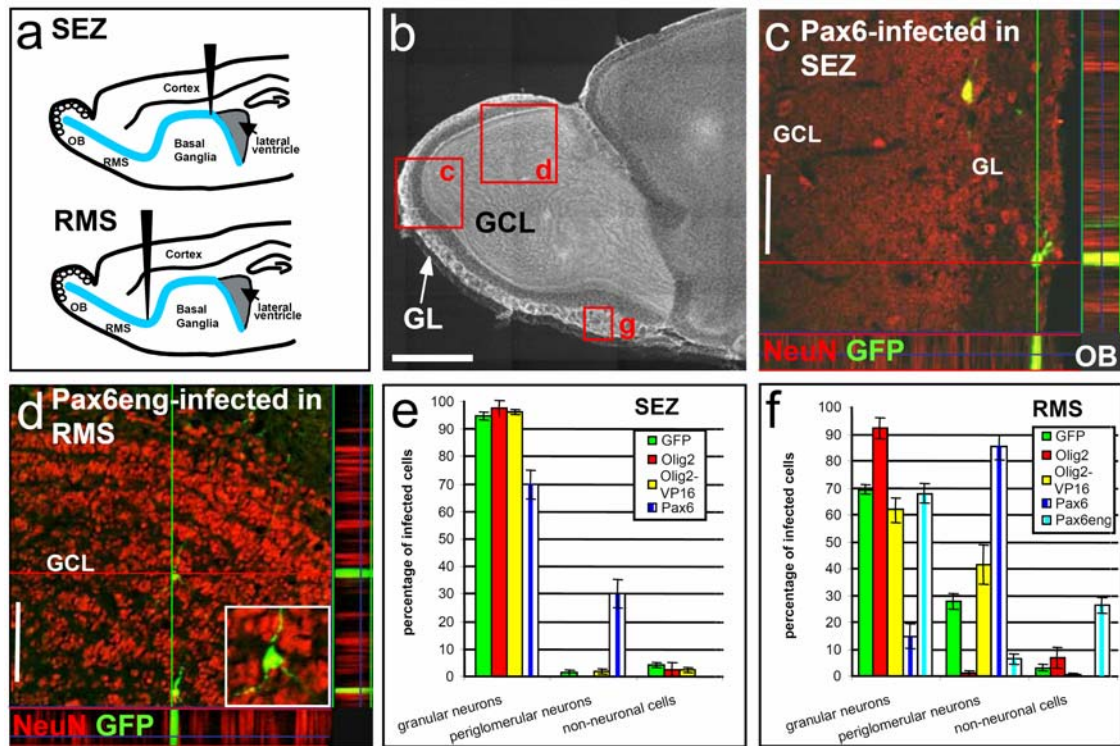 a SEZ
Cortex
OB
RMS
Basal
Ganglia
lateral
ventricle
RMS
Cortex
OB
RMS
Basal
Ganglia
lateral
ventricle
b
c
d
GCL
GL
g
c Pax6-infected in
SEZ
GCL
GL
NeuN GFP
OB
d Pax6eng-infected in
RMS
GCL
NeuN GFP
e
SEZ
percentage of infected cells
100
90
80
70
60
50
40
30
20
10
0
GFP
Olig2
Olig2-
VP16
Pax6
granular neurons
periglomerular neurons
non-neuronal cells
f
RMS
percentage of infected cells
100
90
80
70
60
50
40
30
20
10
0
GFP
Olig2
Olig2-
VP16
Pax6
Pax6eng
granular neurons
periglomerular neurons
non-neuronal cells